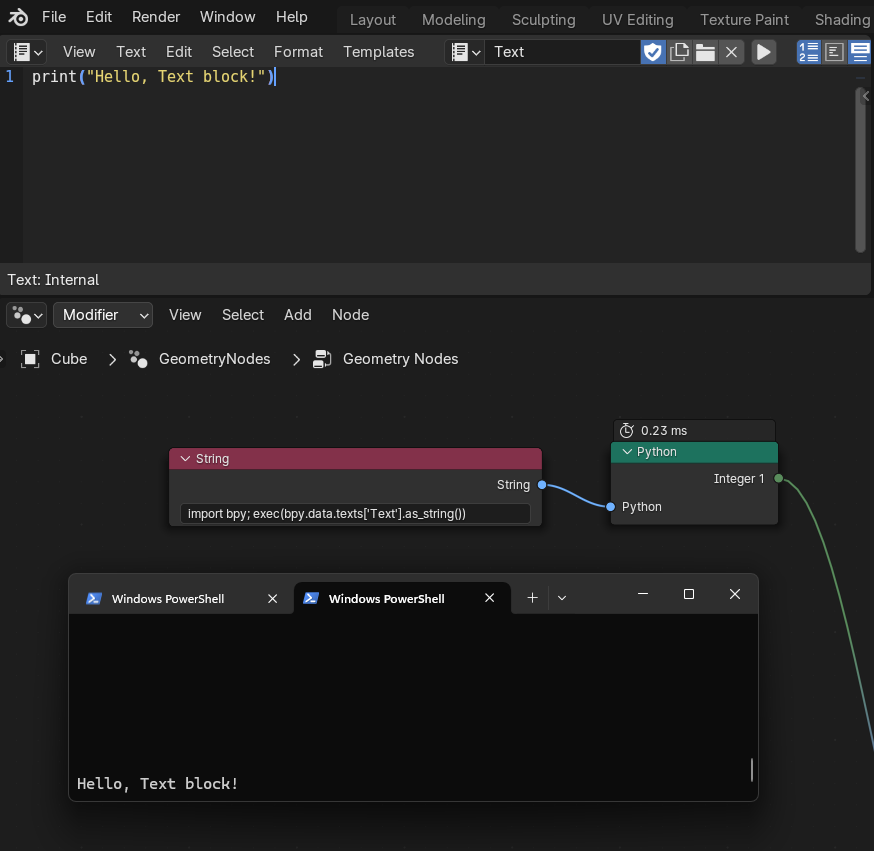 File Edit Render Window Help Layout Modeling Sculpting UV Editing Texture Paint Shading
View Text Edit Select Format Templates Text
1 print("Hello, Text block!")
Text: Internal
Modifier View Select Add Node
Cube GeometryNodes Geometry Nodes
0.23 ms
String
Python
String
Integer 1
import bpy; exec(bpy.data.texts['Text'].as_string())
Python
Windows PowerShell Windows PowerShell
Hello, Text block!